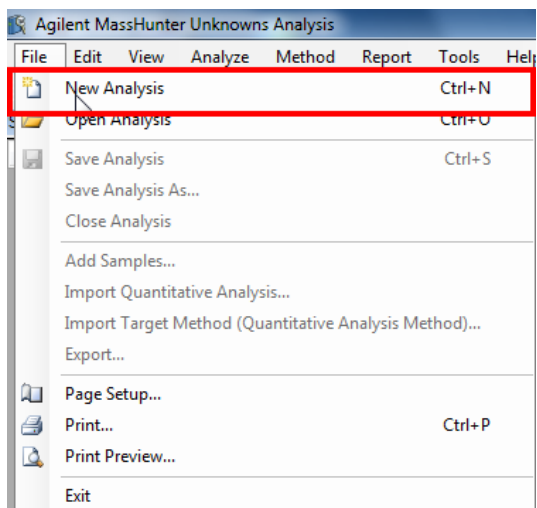 Agilent MassHunter Unknowns Analysis
File Edit View Analyze Method Report Tools Help
New Analysis Ctrl+N
Open Analysis Ctrl+O
Save Analysis Ctrl+S
Save Analysis As...
Close Analysis
Add Samples...
Import Quantitative Analysis...
Import Target Method (Quantitative Analysis Method)...
Export...
Page Setup...
Print... Ctrl+P
Print Preview...
Exit